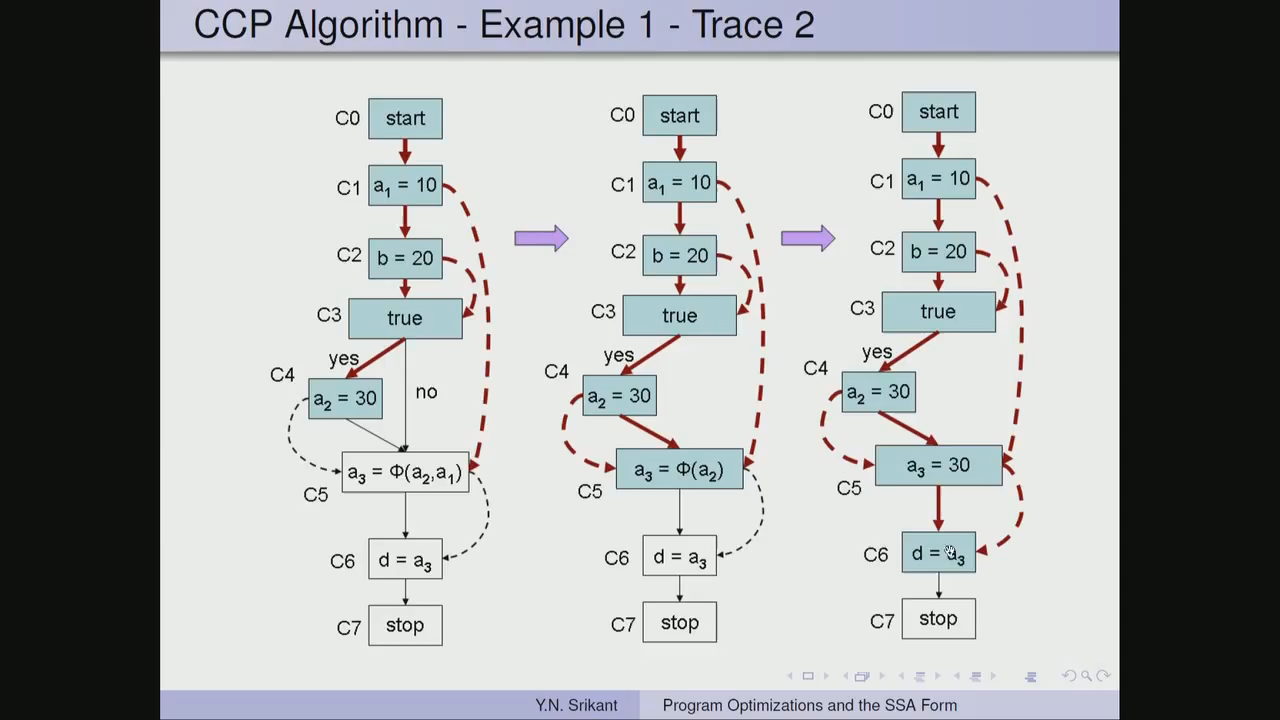 CCP Algorithm - Example 1 - Trace 2
C0 start
C1 a₁ = 10
C2 b = 20
C3 true
yes
no
C4 a₂ = 30
C5 a₃ = Φ(a₂,a₁)
C6 d = a₃
C7 stop
C0 start
C1 a₁ = 10
C2 b = 20
C3 true
yes
C4 a₂ = 30
C5 a₃ = Φ(a₂)
C6 d = a₃
C7 stop
C0 start
C1 a₁ = 10
C2 b = 20
C3 true
yes
C4 a₂ = 30
C5 a₃ = 30
C6 d = a₃
C7 stop
Y.N. Srikant Program Optimizations and the SSA Form